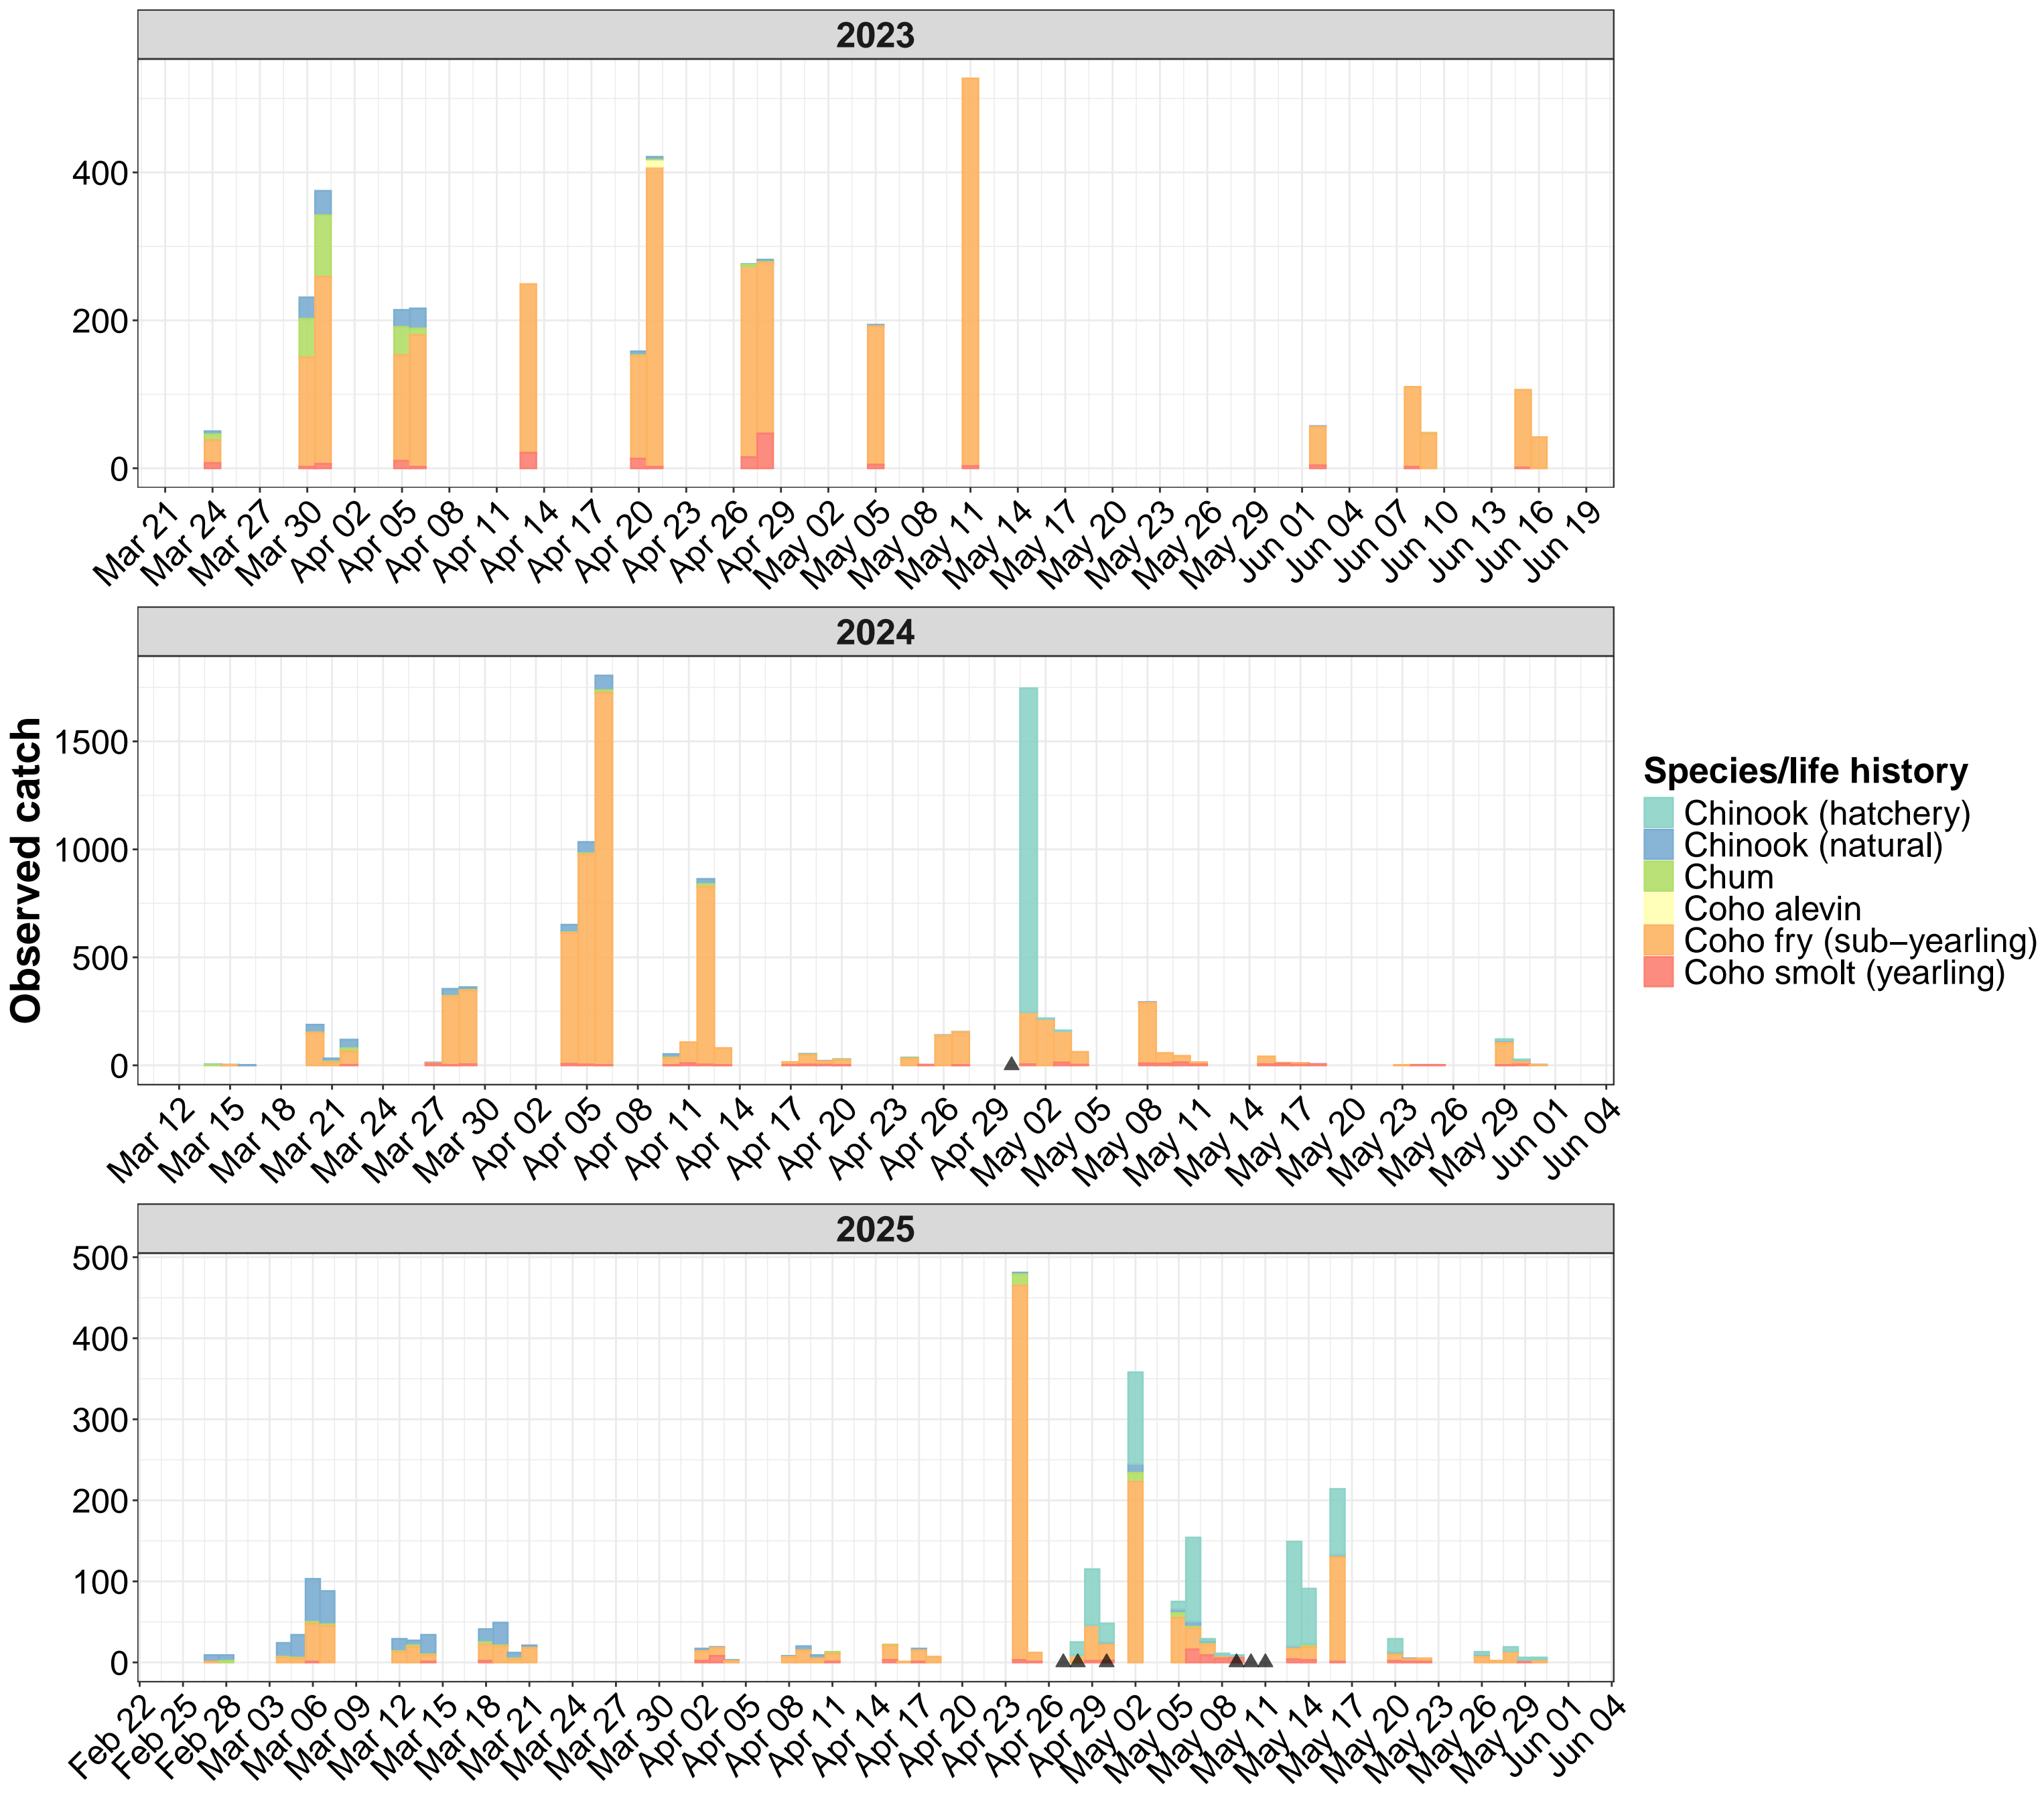 2023
400
200
0
Mar 21
Mar 24
Mar 27
Mar 30
Apr 02
Apr 05
Apr 08
Apr 11
Apr 14
Apr 17
Apr 20
Apr 23
Apr 26
Apr 29
May 02
May 05
May 08
May 11
May 14
May 17
May 20
May 23
May 26
May 29
Jun 01
Jun 04
Jun 07
Jun 10
Jun 13
Jun 16
Jun 19
Observed catch
2024
1500
1000
500
0
Mar 12
Mar 15
Mar 18
Mar 21
Mar 24
Mar 27
Mar 30
Apr 02
Apr 05
Apr 08
Apr 11
Apr 14
Apr 17
Apr 20
Apr 23
Apr 26
Apr 29
May 02
May 05
May 08
May 11
May 14
May 17
May 20
May 23
May 26
May 29
Jun 01
Jun 04
Species/life history
Chinook (hatchery)
Chinook (natural)
Chum
Coho alevin
Coho fry (sub−yearling)
Coho smolt (yearling)
2025
500
400
300
200
100
0
Feb 22
Feb 25
Feb 28
Mar 03
Mar 06
Mar 09
Mar 12
Mar 15
Mar 18
Mar 21
Mar 24
Mar 27
Mar 30
Apr 02
Apr 05
Apr 08
Apr 11
Apr 14
Apr 17
Apr 20
Apr 23
Apr 26
Apr 29
May 02
May 05
May 08
May 11
May 14
May 17
May 20
May 23
May 26
May 29
Jun 01
Jun 04